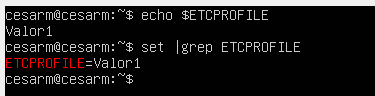 cesarm@cesarm:~$ echo $ETCPROFILE
Valor1
cesarm@cesarm:~$ set |grep ETCPROFILE
ETCPROFILE=Valor1
cesarm@cesarm:~$